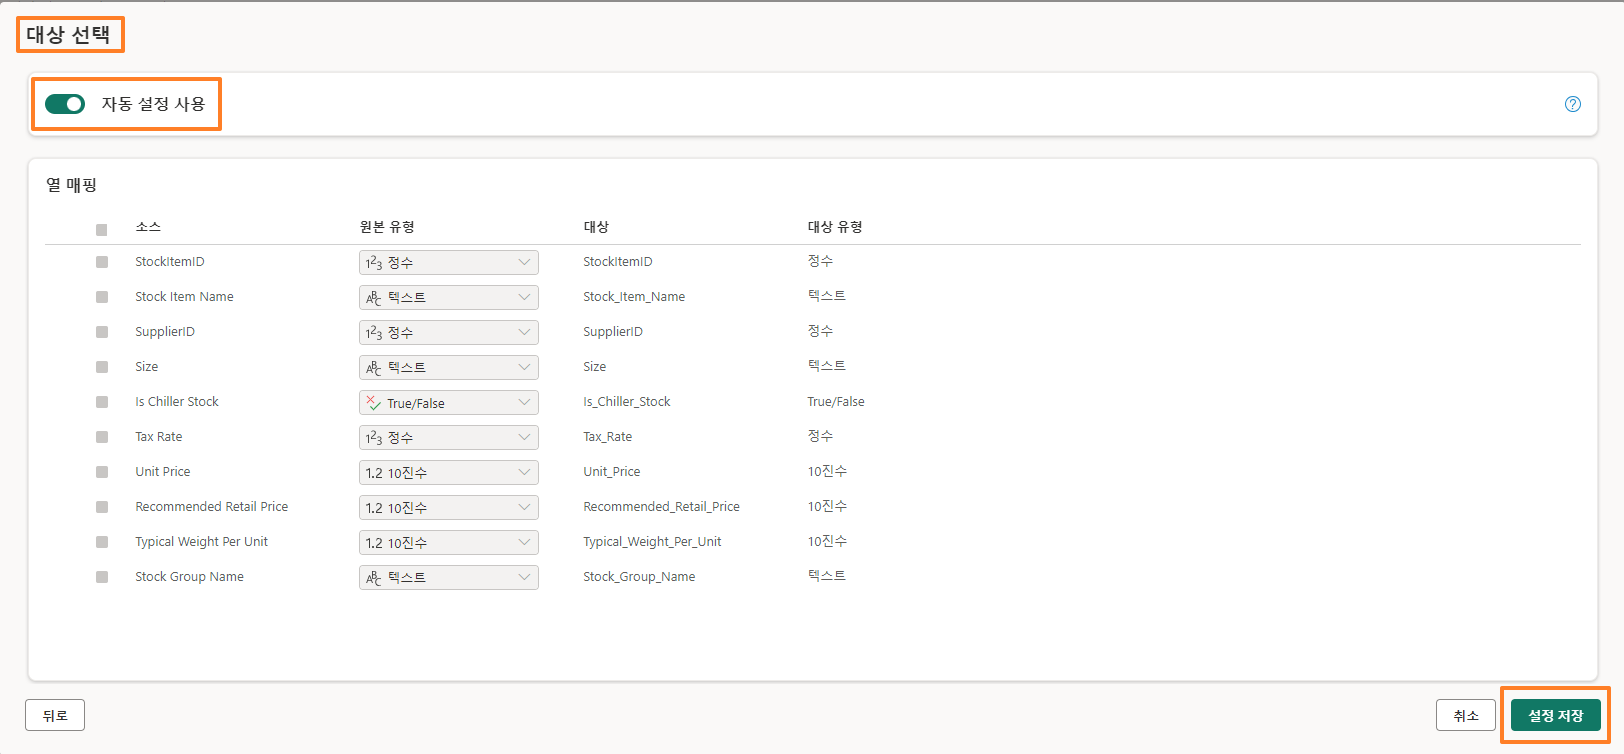 대상 선택
자동 설정 사용
열 매핑
소스 원본 유형 대상 대상 유형
StockItemID 123 정수 StockItemID 정수
Stock Item Name ABC 텍스트 Stock_Item_Name 텍스트
SupplierID 123 정수 SupplierID 정수
Size ABC 텍스트 Size 텍스트
Is Chiller Stock True/False Is_Chiller_Stock True/False
Tax Rate 123 정수 Tax_Rate 정수
Unit Price 1.2 10진수 Unit_Price 10진수
Recommended Retail Price 1.2 10진수 Recommended_Retail_Price 10진수
Typical Weight Per Unit 1.2 10진수 Typical_Weight_Per_Unit 10진수
Stock Group Name ABC 텍스트 Stock_Group_Name 텍스트
뒤로 취소 설정 저장